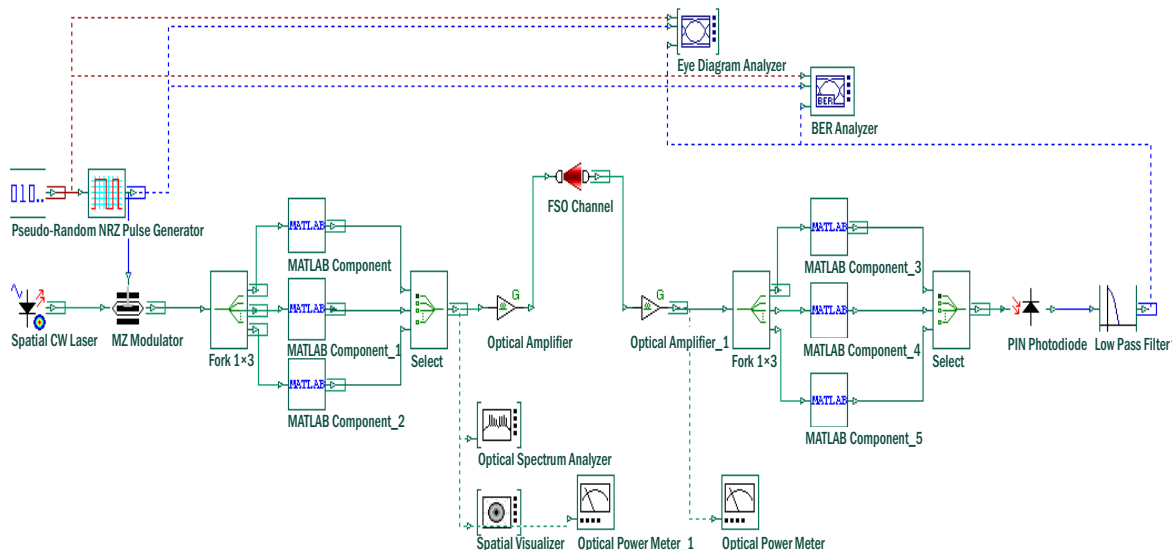 Eye Diagram Analyzer
BER
BER Analyzer
010..
Pseudo-Random NRZ Pulse Generator
FSO Channel
MATLAB
MATLAB Component
MATLAB
MATLAB Component_3
Spatial CW Laser
MZ Modulator
Fork 1×3
MATLAB
MATLAB Component_1
Select
G
Optical Amplifier
G
Optical Amplifier_1
Fork 1×3
MATLAB
MATLAB Component_4
Select
PIN Photodiode
Low Pass Filter
MATLAB
MATLAB Component_2
MATLAB
MATLAB Component_5
Optical Spectrum Analyzer
Spatial Visualizer
Optical Power Meter_1
Optical Power Meter